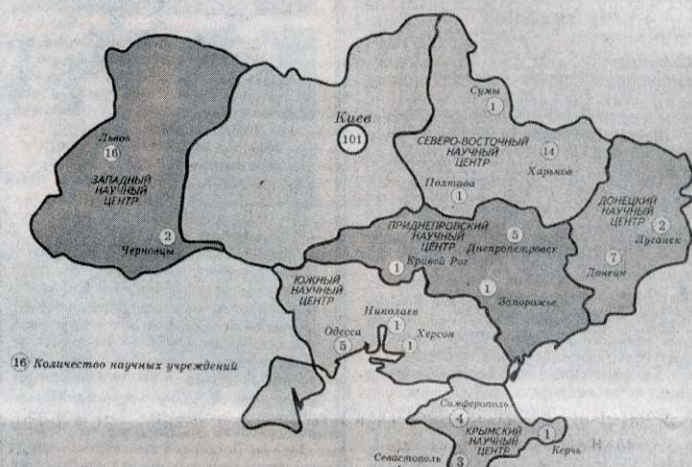 Киев
101
Львов
16
ЗАПАДНЫЙ
НАУЧНЫЙ
ЦЕНТР
2
Черновцы
Сумы
1
СЕВЕРО-ВОСТОЧНЫЙ
НАУЧНЫЙ
ЦЕНТР
14
Харьков
Полтава
1
ДОНЕЦКИЙ
НАУЧНЫЙ
ЦЕНТР
2
Луганск
7
Донецк
ПРИДНЕПРОВСКИЙ
НАУЧНЫЙ
ЦЕНТР
5
Днепропетровск
1
Кривой Рог
1
Запорожье
ЮЖНЫЙ
НАУЧНЫЙ
ЦЕНТР
Николаев
1
Одесса
5
Херсон
1
16 Количество научных учреждений
Симферополь
4
КРЫМСКИЙ
НАУЧНЫЙ
ЦЕНТР
1
Керчь
Севастополь
3